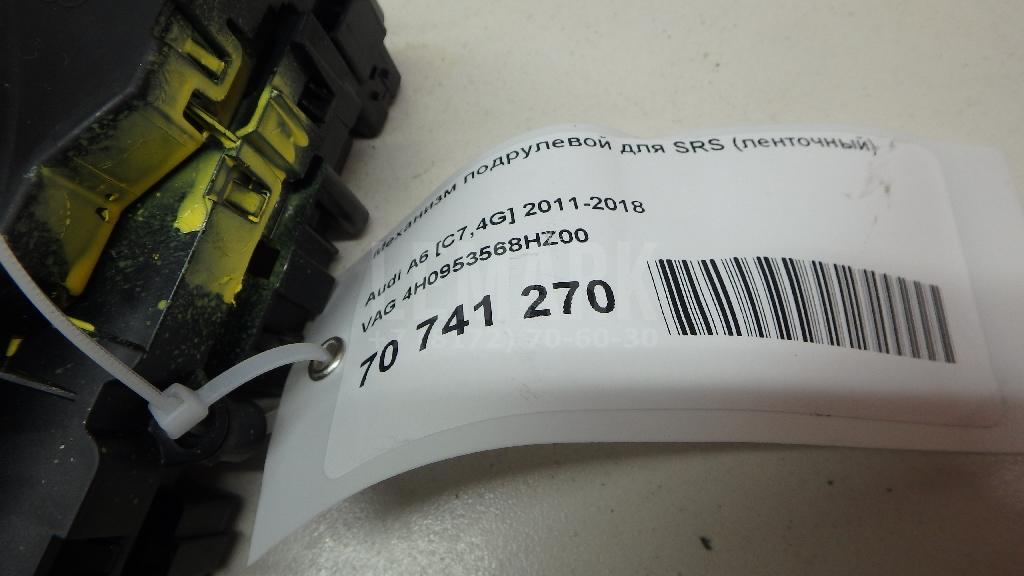 Механизм подрулевой для SRS (ленточный)
Audi A6 [C7,4G] 2011-2018
VAG 4H0953568HZ00
70 741 270